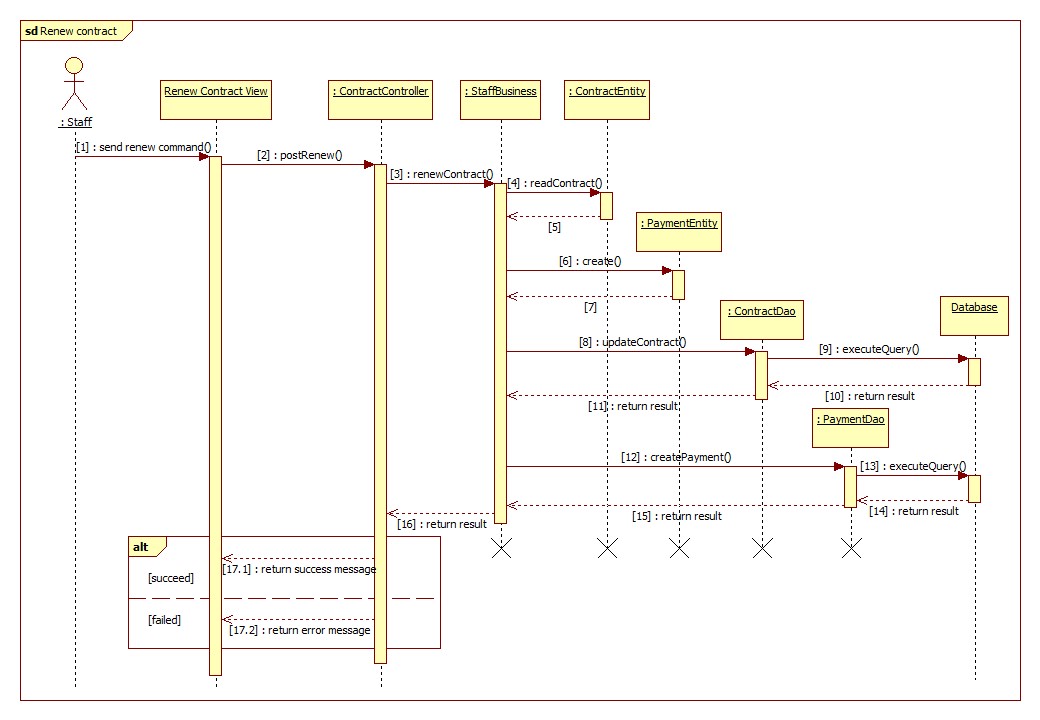 sd Renew contract
: Staff
Renew Contract View
: ContractController
: StaffBusiness
: ContractEntity
[1] : send renew command()
[2] : postRenew()
[3] : renewContract()
[4] : readContract()
[5]
: PaymentEntity
[6] : create()
[7]
: ContractDao
Database
[8] : updateContract()
[9] : executeQuery()
[10] : return result
[11] : return result
: PaymentDao
[12] : createPayment()
[13] : executeQuery()
[14] : return result
[15] : return result
[16] : return result
alt
[17.1] : return success message
[succeed]
[failed]
[17.2] : return error message